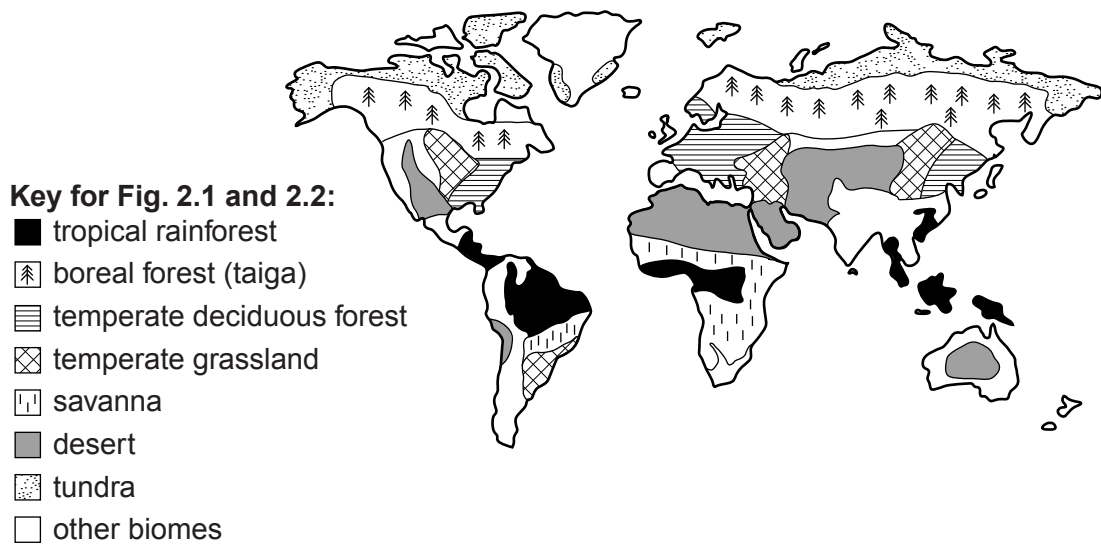 Key for Fig. 2.1 and 2.2:
tropical rainforest
boreal forest (taiga)
temperate deciduous forest
temperate grassland
savanna
desert
tundra
other biomes